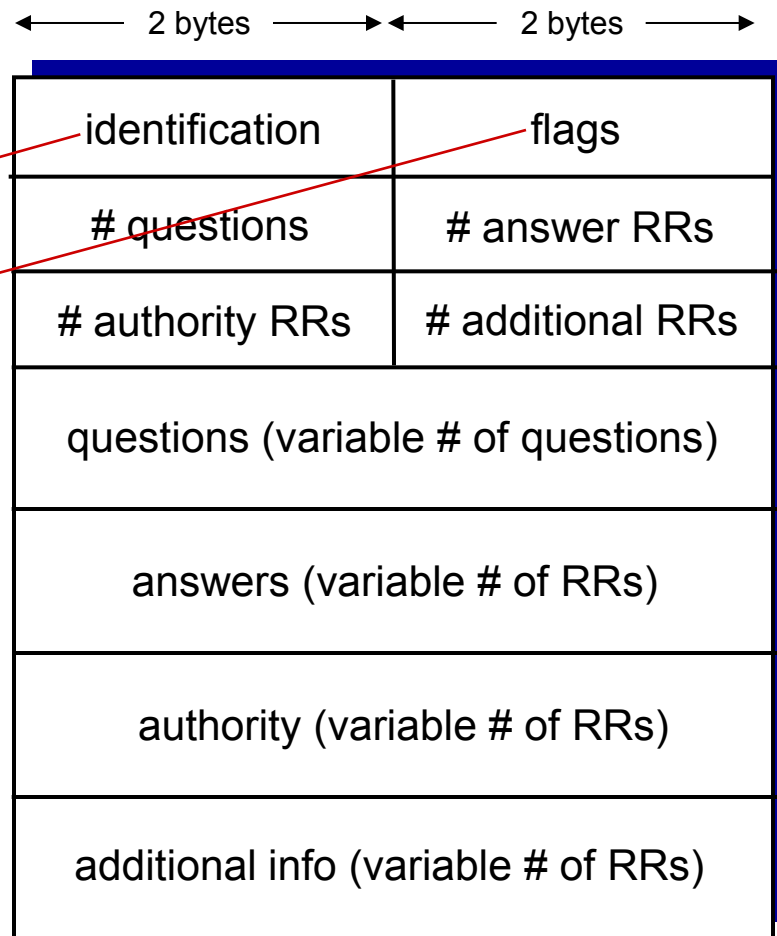 2 bytes 2 bytes
identification flags
# questions # answer RRs
# authority RRs # additional RRs
questions (variable # of questions)
answers (variable # of RRs)
authority (variable # of RRs)
additional info (variable # of RRs)